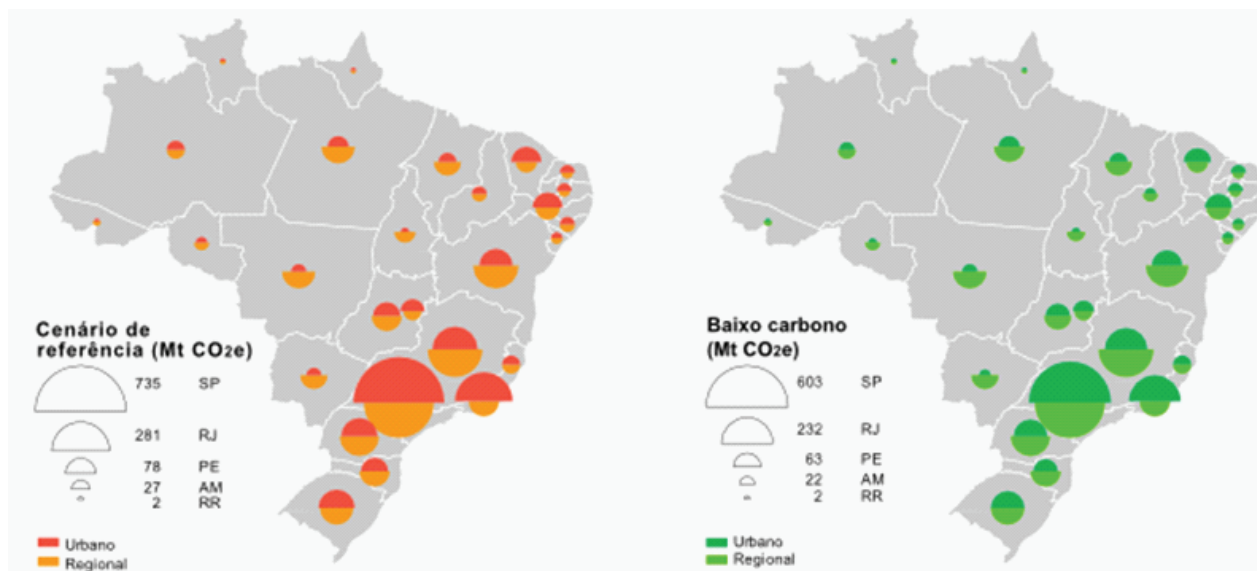 Cenário de
referência (Mt CO2e)
735 SP
281 RJ
78 PE
27 AM
2 RR
Urbano
Regional
Baixo carbono
(Mt CO2e)
603 SP
232 RJ
63 PE
22 AM
2 RR
Urbano
Regional